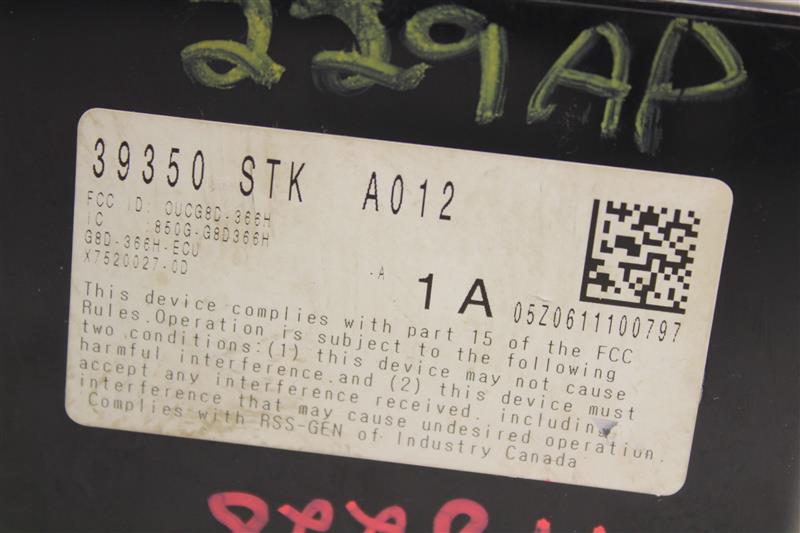 229AP
39350 STK A012
FCC ID: OUCG8D-366H
IC :850G-G8D366H
G8D-366H-ECU
X7520027-0D
-A
1A
05Z0611100797
This device complies with part 15 of the FCC
Rules.Operation is subject to the following
two conditions:(1) this device may not cause
harmful interference.and (2) this device must
accept any interference received. including
interference that may cause undesired operation.
Complies with RSS-GEN of Industry Canada